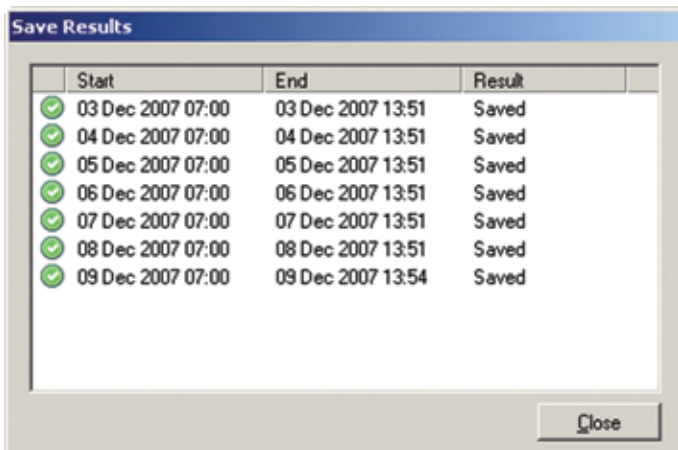 Save Results
Start End Result
03 Dec 2007 07:00 03 Dec 2007 13:51 Saved
04 Dec 2007 07:00 04 Dec 2007 13:51 Saved
05 Dec 2007 07:00 05 Dec 2007 13:51 Saved
06 Dec 2007 07:00 06 Dec 2007 13:51 Saved
07 Dec 2007 07:00 07 Dec 2007 13:51 Saved
08 Dec 2007 07:00 08 Dec 2007 13:51 Saved
09 Dec 2007 07:00 09 Dec 2007 13:54 Saved
Close